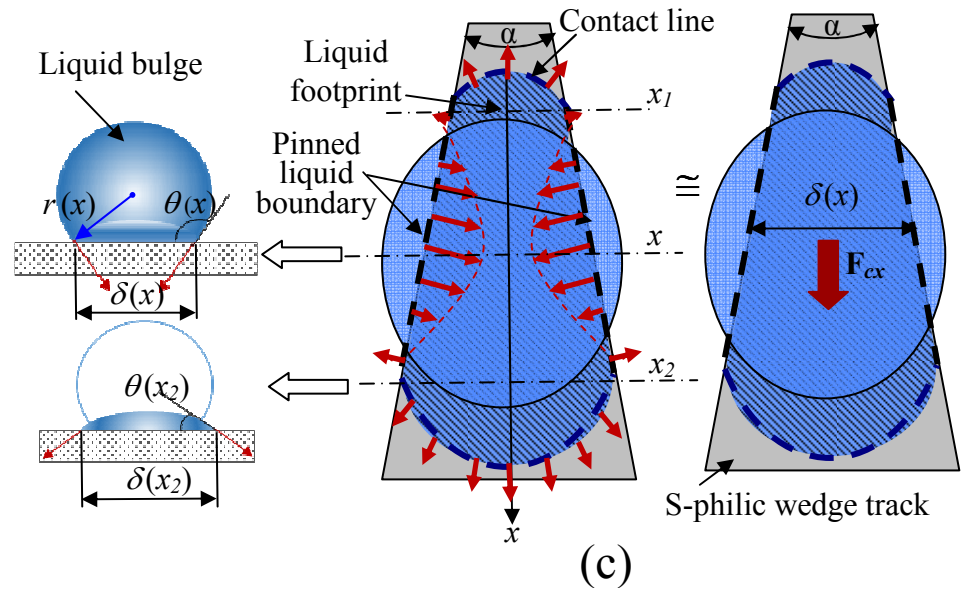 Liquid bulge
r(x)
θ(x)
δ(x)
θ(x2)
δ(x2)
α
Liquid
footprint
Contact line
x1
Pinned
liquid
boundary
x
x2
x
≅
α
δ(x)
Fcx
S-philic wedge track
(c)